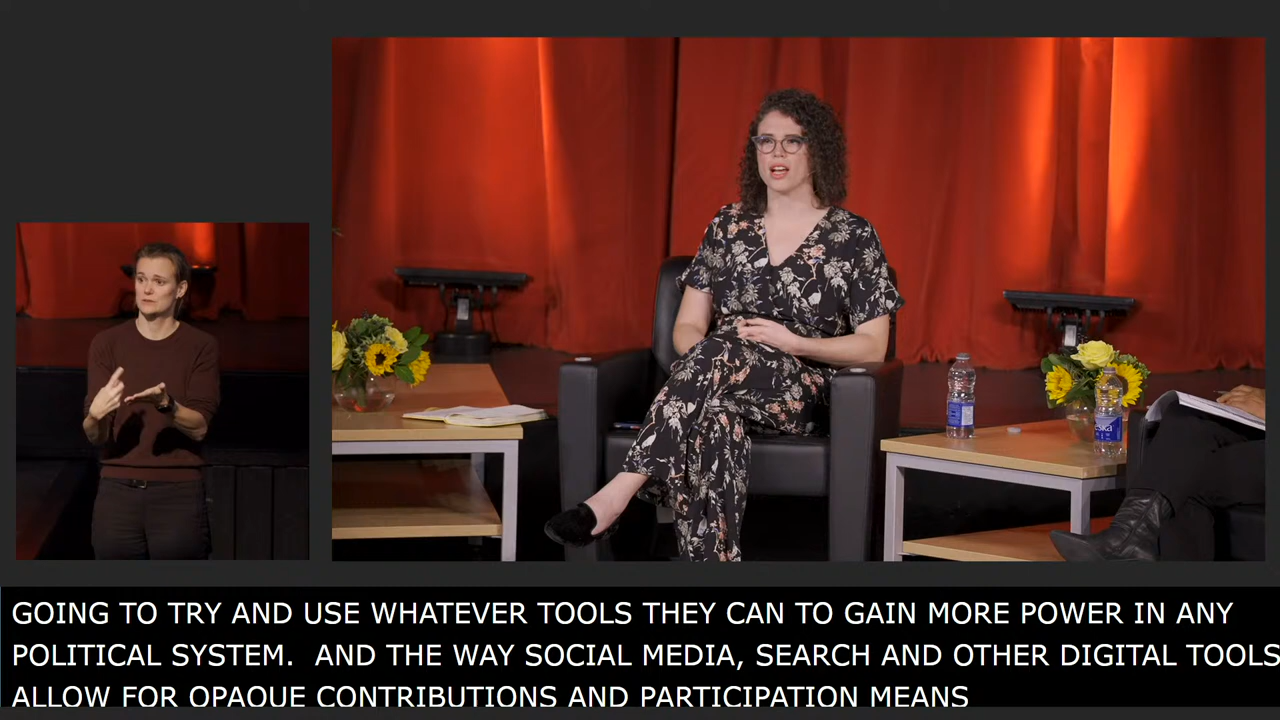 GOING TO TRY AND USE WHATEVER TOOLS THEY CAN TO GAIN MORE POWER IN ANY
POLITICAL SYSTEM.  AND THE WAY SOCIAL MEDIA, SEARCH AND OTHER DIGITAL TOOLS
ALLOW FOR OPAQUE CONTRIBUTIONS AND PARTICIPATION MEANS